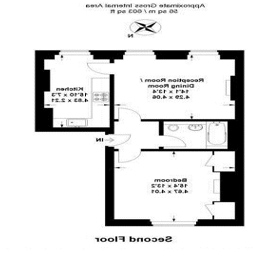 Approximate Gross Internal Area
56 sq m / 603 sq ft
Kitchen
15'10 x 7'3
4.83 x 2.21
Reception Room /
Dining Room
14'1 x 13'4
4.29 x 4.06
IN
Bedroom
15'4 x 13'2
4.67 x 4.01
Second Floor